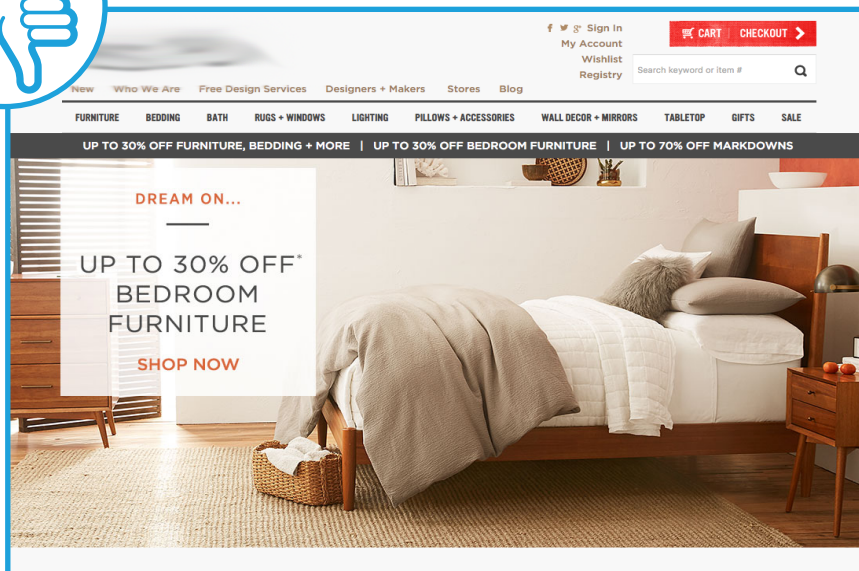 Sign In
My Account
Wishlist
Registry
CART CHECKOUT
Search keyword or item #
New Who We Are Free Design Services Designers + Makers Stores Blog
FURNITURE BEDDING BATH RUGS + WINDOWS LIGHTING PILLOWS + ACCESSORIES WALL DECOR + MIRRORS TABLETOP GIFTS SALE
UP TO 30% OFF FURNITURE, BEDDING + MORE | UP TO 30% OFF BEDROOM FURNITURE | UP TO 70% OFF MARKDOWNS
DREAM ON...
UP TO 30% OFF*
BEDROOM
FURNITURE
SHOP NOW